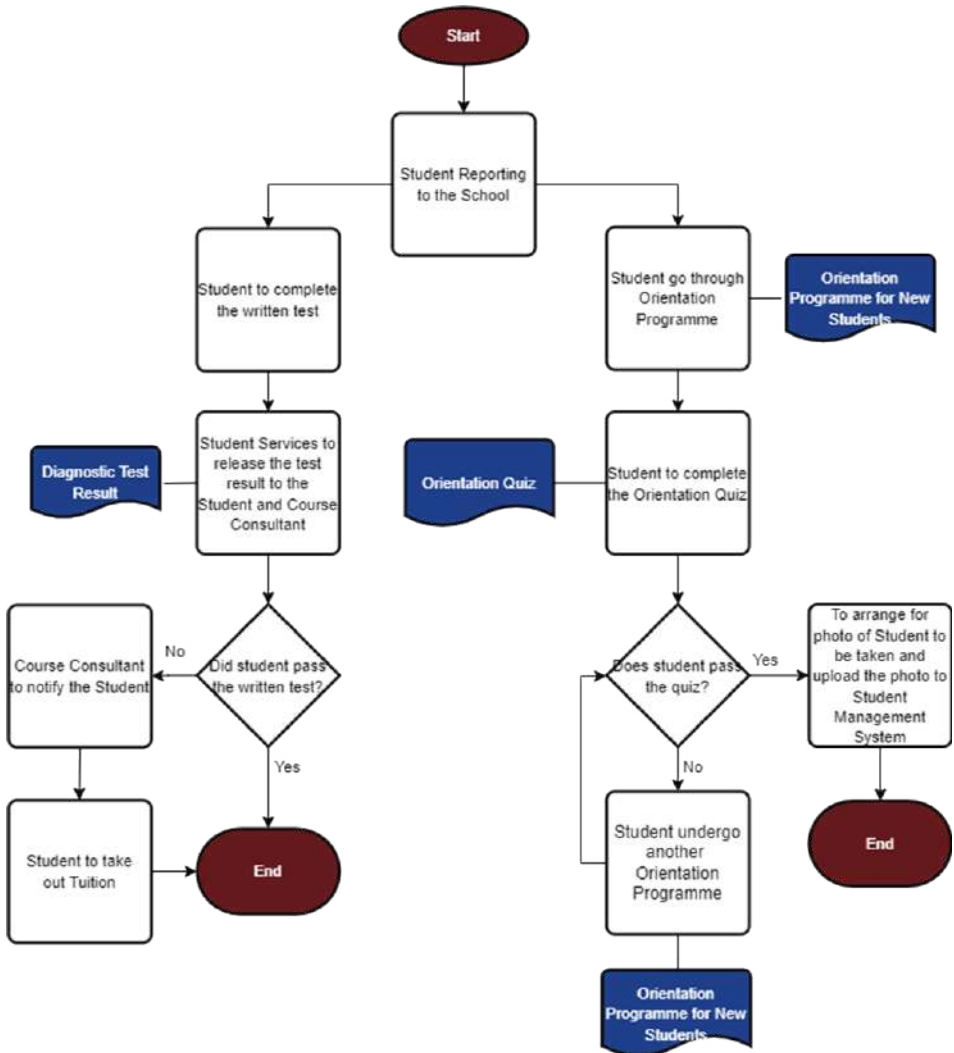 Start
Student Reporting
to the School
Student to complete
the written test
Student go through
Orientation
Programme
Orientation
Programme for New
Students
Diagnostic Test
Result
Student Services to
release the test
result to the
Student and Course
Consultant
Orientation Quiz
Student to complete
the Orientation Quiz
Course Consultant
to notify the Student
No
Did student pass
the written test?
Yes
Does student pass
the quiz?
Yes
To arrange for
photo of Student to
be taken and
upload the photo to
Student
Management
System
No
Student to take
out Tuition
End
Student undergo
another
Orientation
Programme
End
Orientation
Programme for New
Students